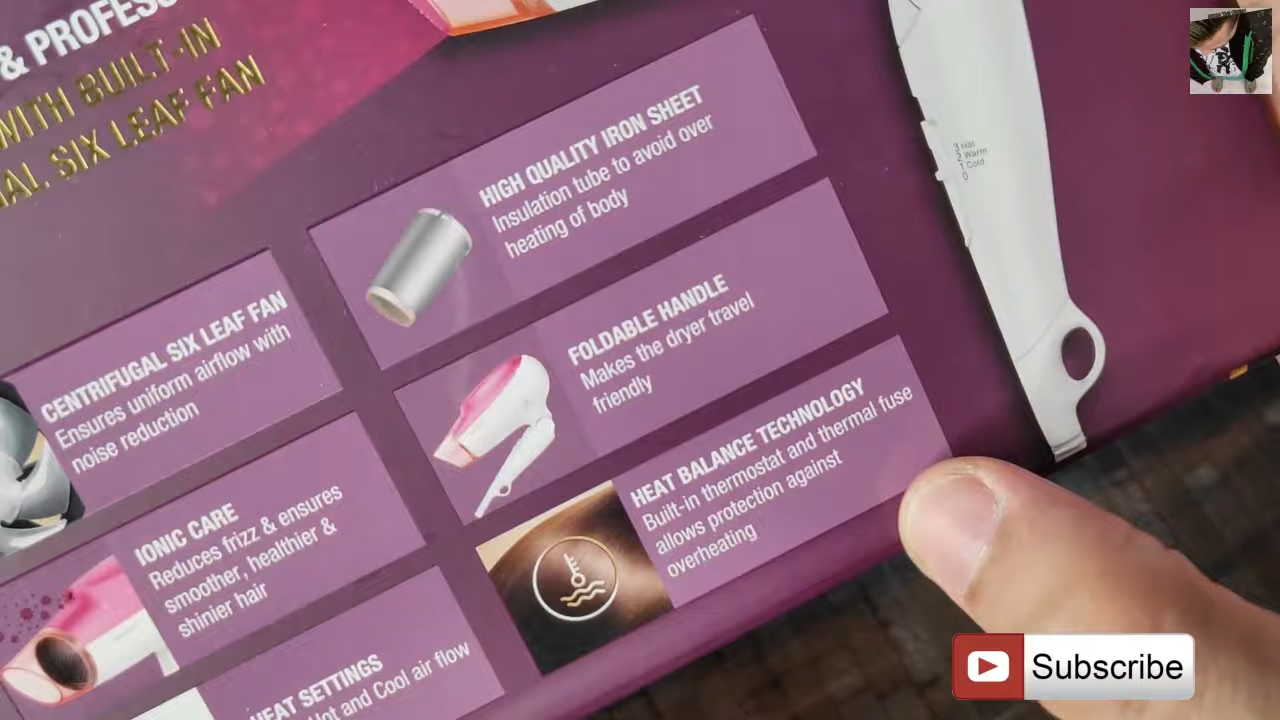 & PROFESS
WITH BUILT-IN
SIX LEAF FAN
HIGH QUALITY IRON SHEET
Insulation tube to avoid over
heating of body
3 Hot
2 Warm
1 Cold
0
FOLDABLE HANDLE
Makes the dryer travel
friendly
CENTRIFUGAL SIX LEAF FAN
Ensures uniform airflow with
noise reduction
HEAT BALANCE TECHNOLOGY
Built-in thermostat and thermal fuse
allows protection against
overheating
IONIC CARE
Reduces frizz & ensures
smoother, healthier &
shinier hair
HEAT SETTINGS
Hot and Cool air flow
Subscribe